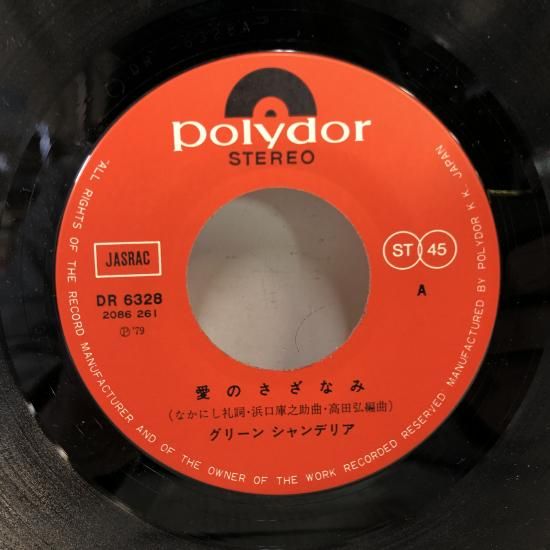 DR-6328A
polydor
STEREO
JASRAC
ST 45
DR 6328
2086 261
Ⓟ'79
A
愛のさざなみ
(なかにし礼詞・浜口庫之助曲・高田弘編曲)
グリーン シャンデリア
"ALL RIGHTS OF THE RECORD MANUFACTURER AND OF THE OWNER OF THE WORK RECORDED RESERVED. MANUFACTURED BY POLYDOR K.K. JAPAN